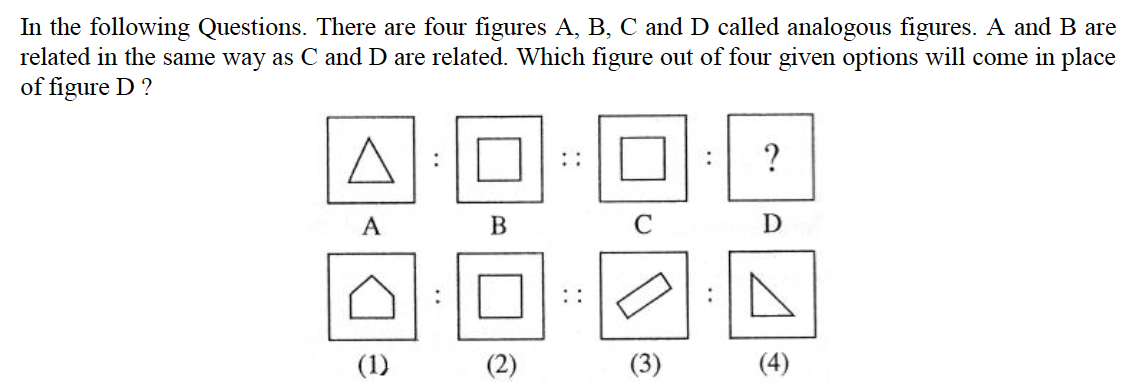 In the following Questions. There are four figures A, B, C and D called analogous figures. A and B are
related in the same way as C and D are related. Which figure out of four given options will come in place
of figure D ?
: :: : ?
A B C D
: :: :
(1) (2) (3) (4)